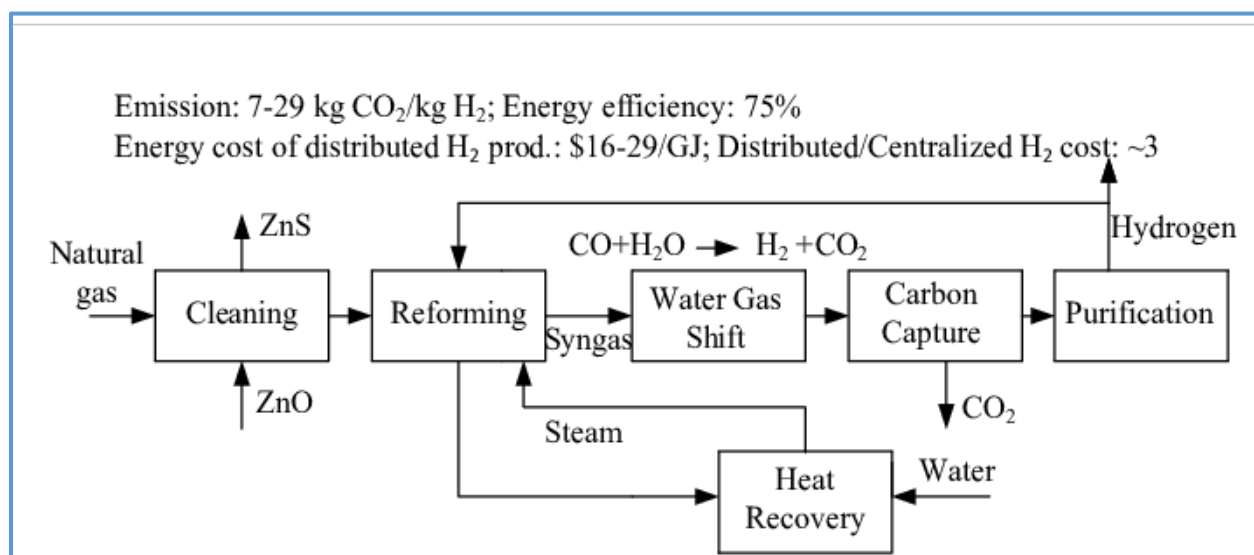 Emission: 7-29 kg CO₂/kg H₂; Energy efficiency: 75%
Energy cost of distributed H₂ prod.: $16-29/GJ; Distributed/Centralized H₂ cost: ~3
ZnS
Natural
gas
Cleaning
ZnO
Reforming
Syngas
CO+H₂O → H₂ +CO₂
Water Gas
Shift
Carbon
Capture
CO₂
Hydrogen
Purification
Steam
Heat
Recovery
Water